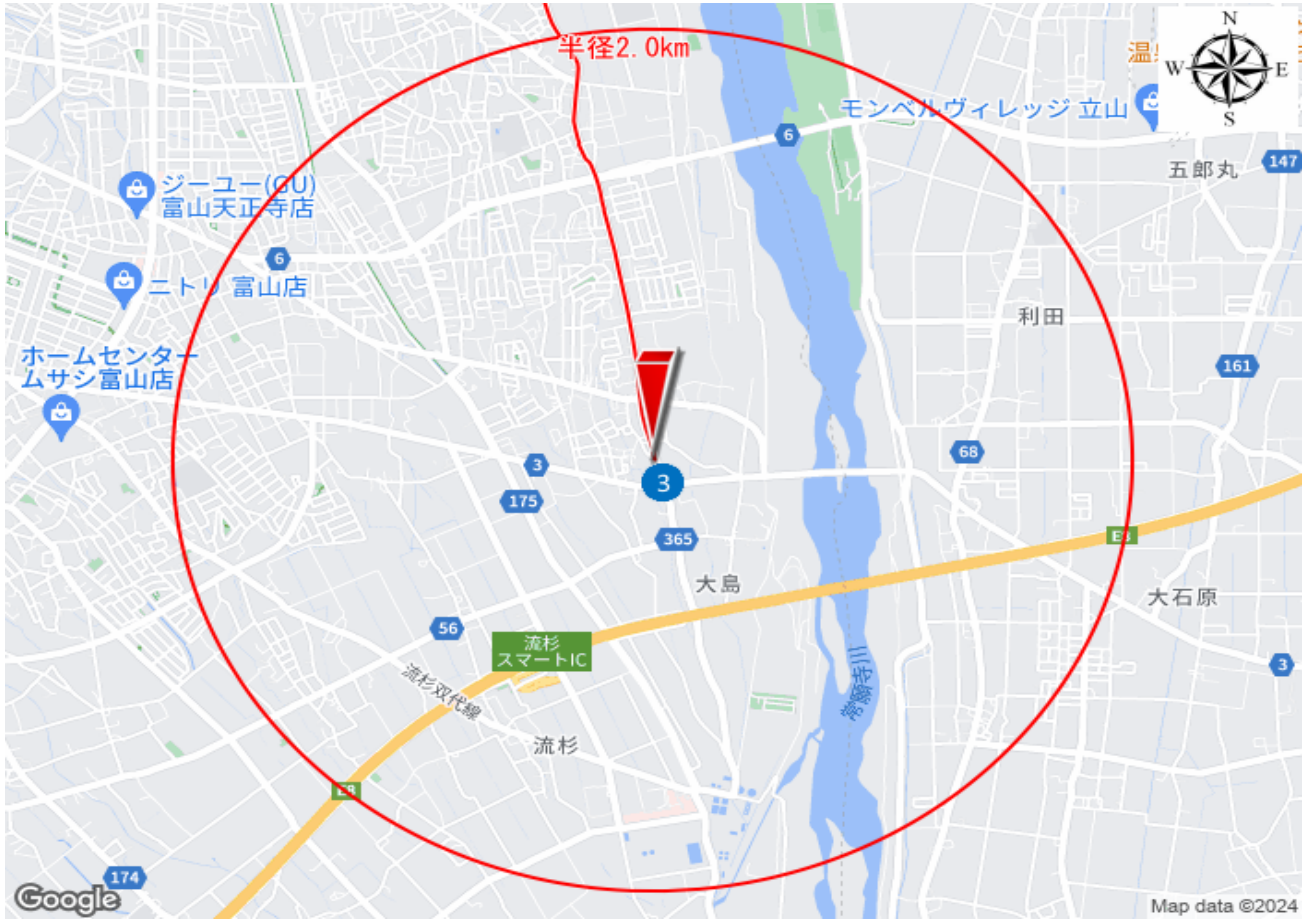 半径2.0km
N
W
E
S
温
モンベルヴィレッジ 立山
6
五郎丸
147
ジーユー(GU)
富山天正寺店
6
ニトリ 富山店
利田
ホームセンター
ムサシ富山店
161
3
68
3
175
365
E8
大島
大石原
56
流杉
スマートIC
3
流杉双代線
常願寺川
流杉
E8
174
Google
Map data ©2024